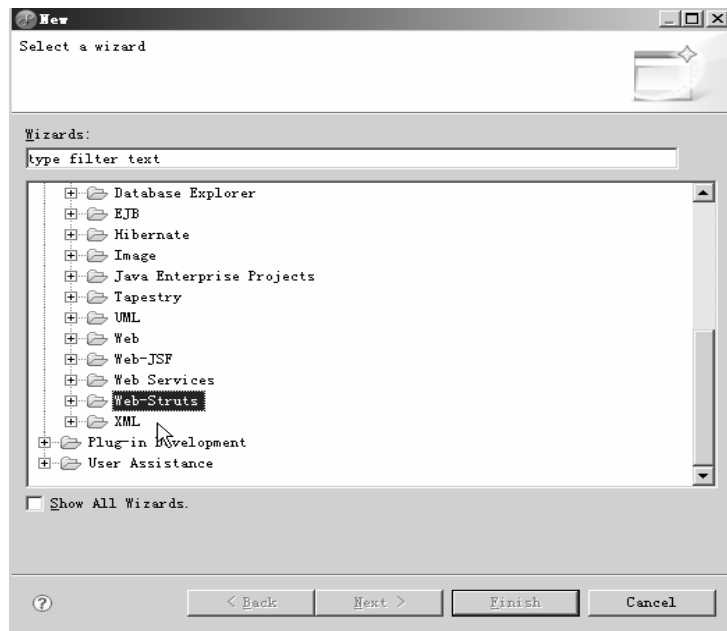 New
Select a wizard
Wizards:
type filter text
Database Explorer
EJB
Hibernate
Image
Java Enterprise Projects
Tapestry
UML
Web
Web-JSF
Web Services
Web-Struts
XML
Plug-in Development
User Assistance
Show All Wizards.
? < Back Next > Finish Cancel